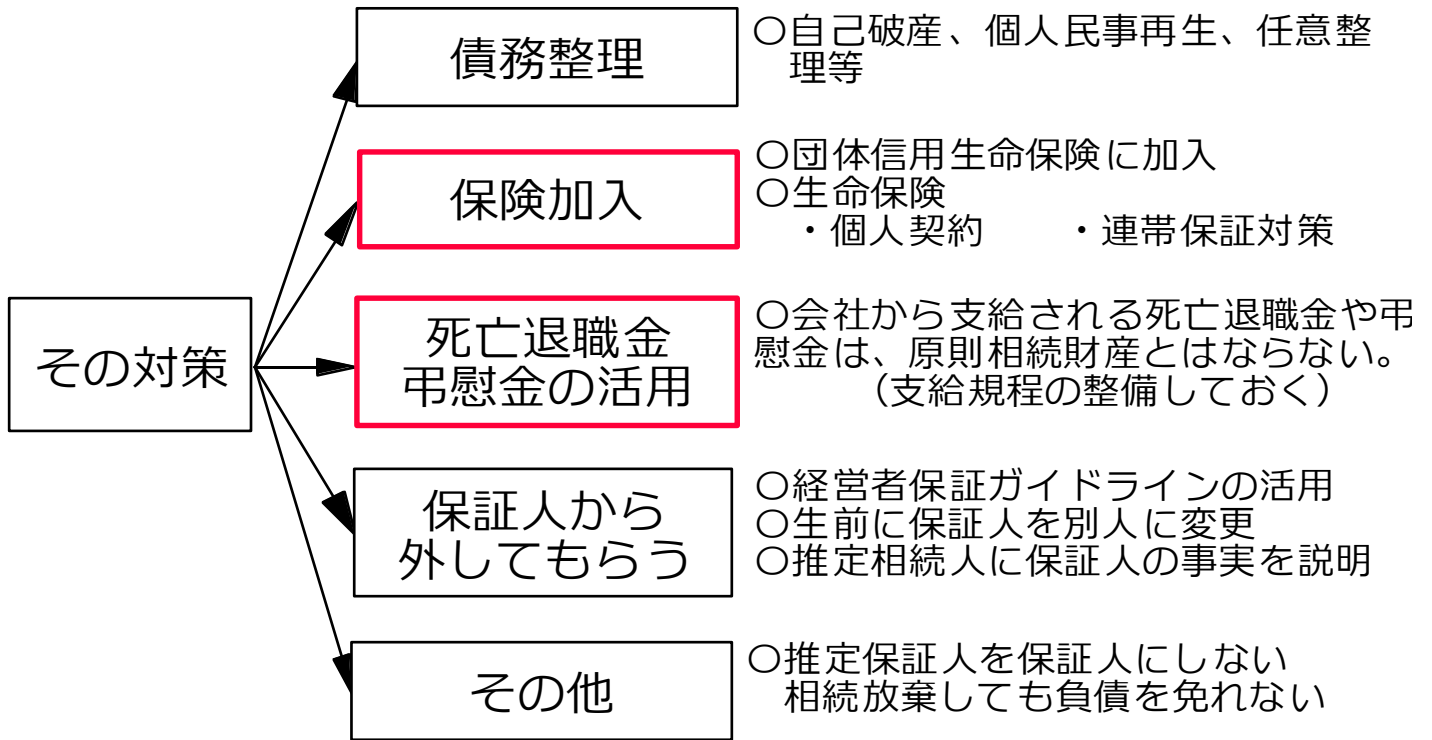 債務整理
〇自己破産、個人民事再生、任意整
理等
保険加入
〇団体信用生命保険に加入
〇生命保険
・個人契約　　・連帯保証対策
その対策
死亡退職金
弔慰金の活用
〇会社から支給される死亡退職金や弔
慰金は、原則相続財産とはならない。
（支給規程の整備しておく）
保証人から
外してもらう
〇経営者保証ガイドラインの活用
〇生前に保証人を別人に変更
〇推定相続人に保証人の事実を説明
その他
〇推定保証人を保証人にしない
相続放棄しても負債を免れない